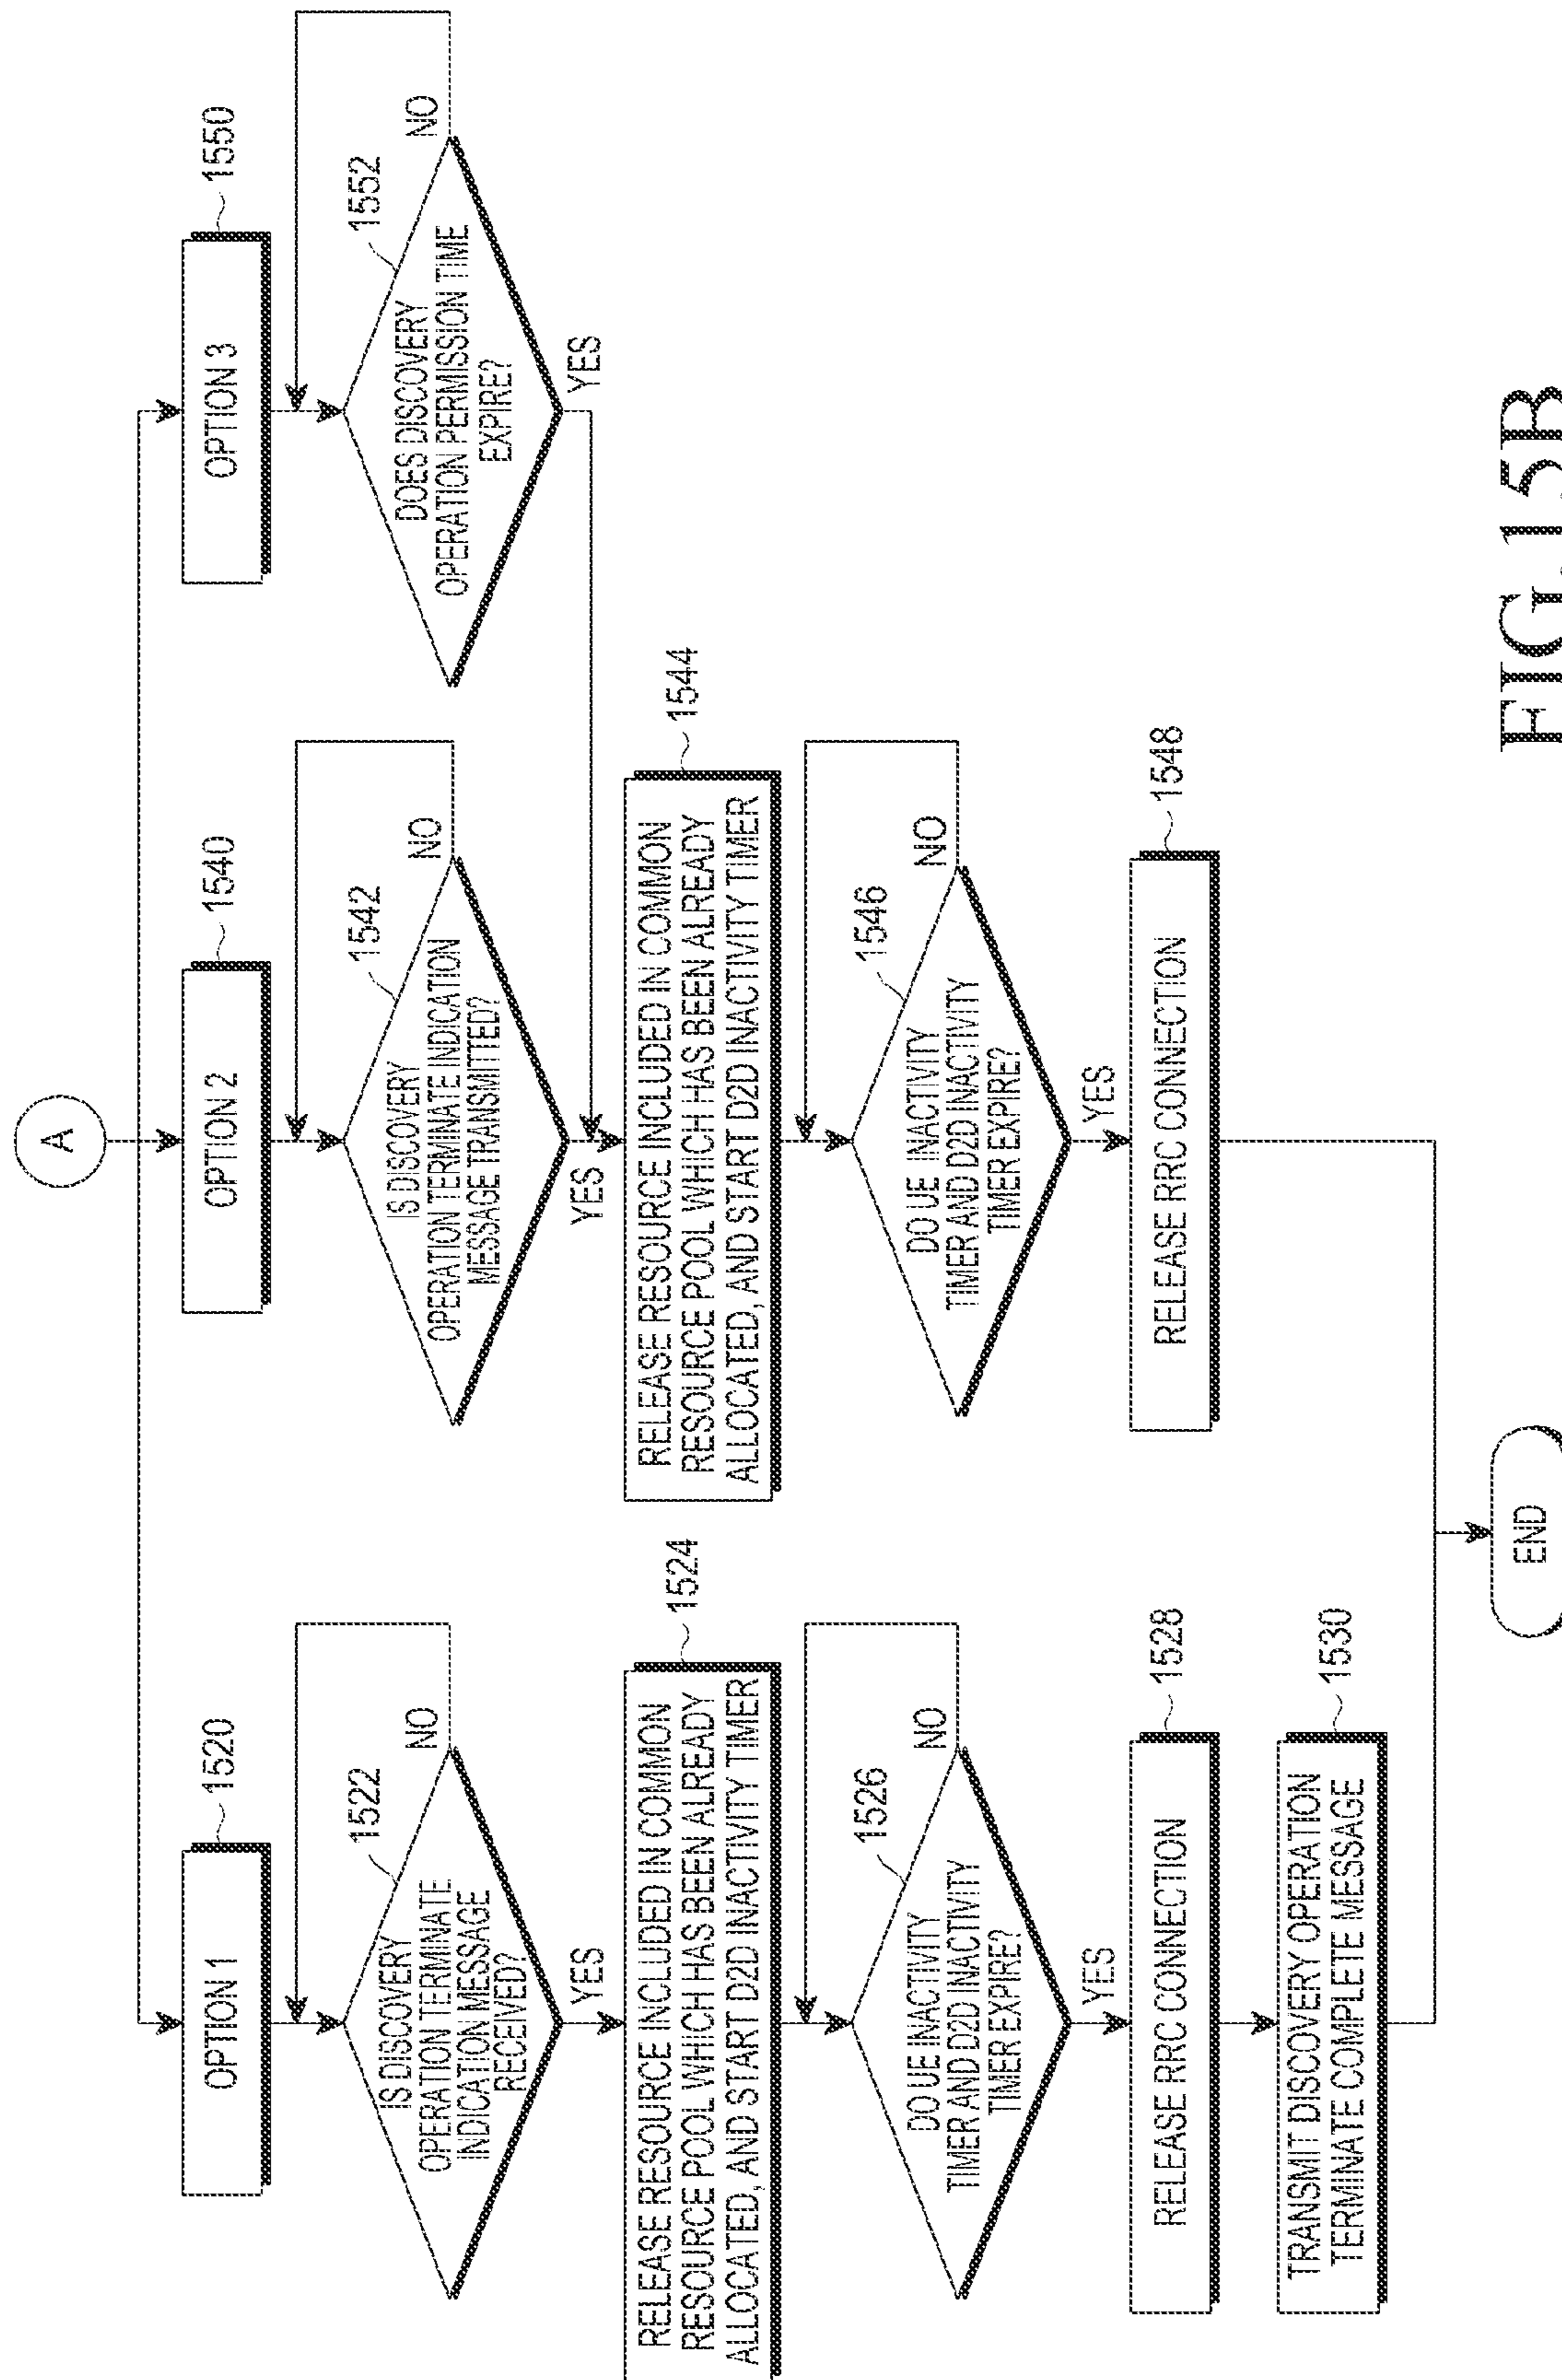 A
OPTION 1
1520
IS DISCOVERY
OPERATION TERMINATE
INDICATION MESSAGE
RECEIVED?
1522
NO
YES
RELEASE RESOURCE INCLUDED IN COMMON
RESOURCE POOL WHICH HAS BEEN ALREADY
ALLOCATED, AND START D2D INACTIVITY TIMER
1524
DO UE INACTIVITY
TIMER AND D2D INACTIVITY
TIMER EXPIRE?
1526
NO
YES
RELEASE RRC CONNECTION
1528
TRANSMIT DISCOVERY OPERATION
TERMINATE COMPLETE MESSAGE
1530
OPTION 2
1540
IS DISCOVERY
OPERATION TERMINATE INDICATION
MESSAGE TRANSMITTED?
1542
NO
YES
RELEASE RESOURCE INCLUDED IN COMMON
RESOURCE POOL WHICH HAS BEEN ALREADY
ALLOCATED, AND START D2D INACTIVITY TIMER
1544
DO UE INACTIVITY
TIMER AND D2D INACTIVITY
TIMER EXPIRE?
1546
NO
YES
RELEASE RRC CONNECTION
1548
OPTION 3
1550
DOES DISCOVERY
OPERATION PERMISSION TIME
EXPIRE?
1552
NO
YES
END
FIG.15B